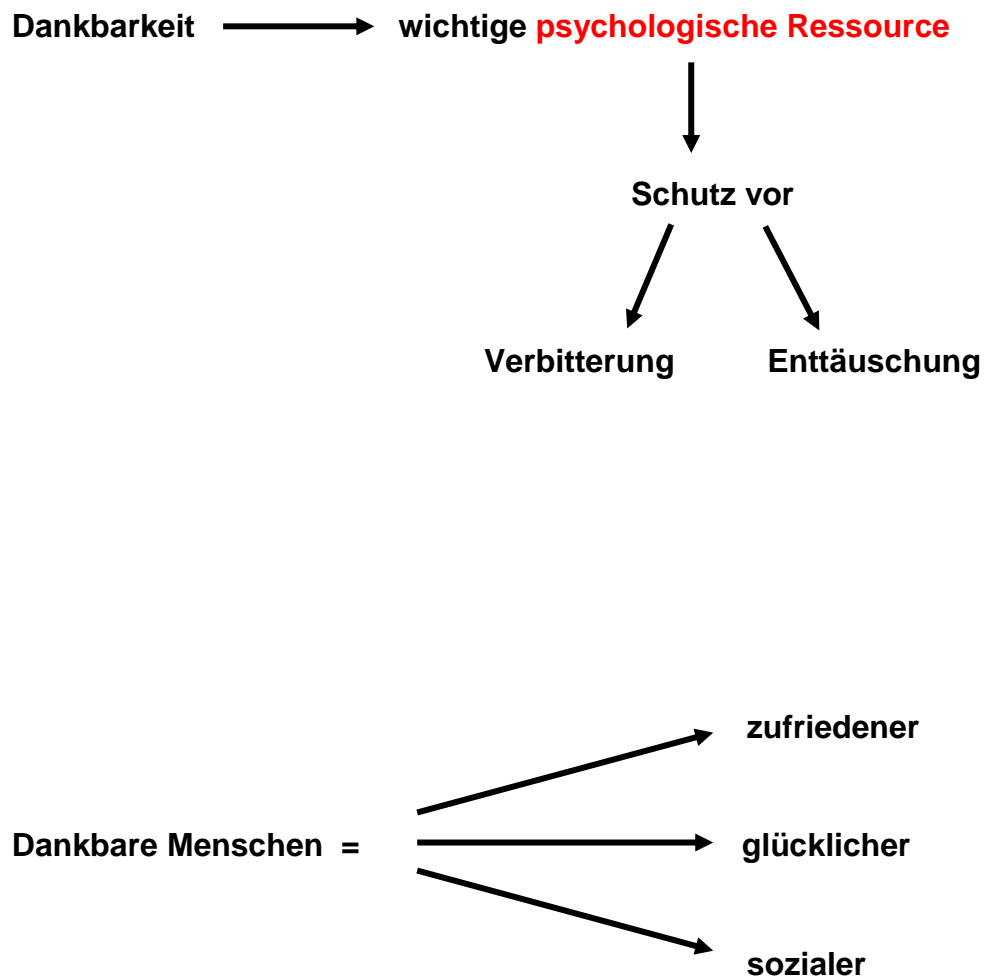 Dankbarkeit wichtige psychologische Ressource
Schutz vor
Verbitterung Enttäuschung
zufriedener
Dankbare Menschen = glücklicher
sozialer